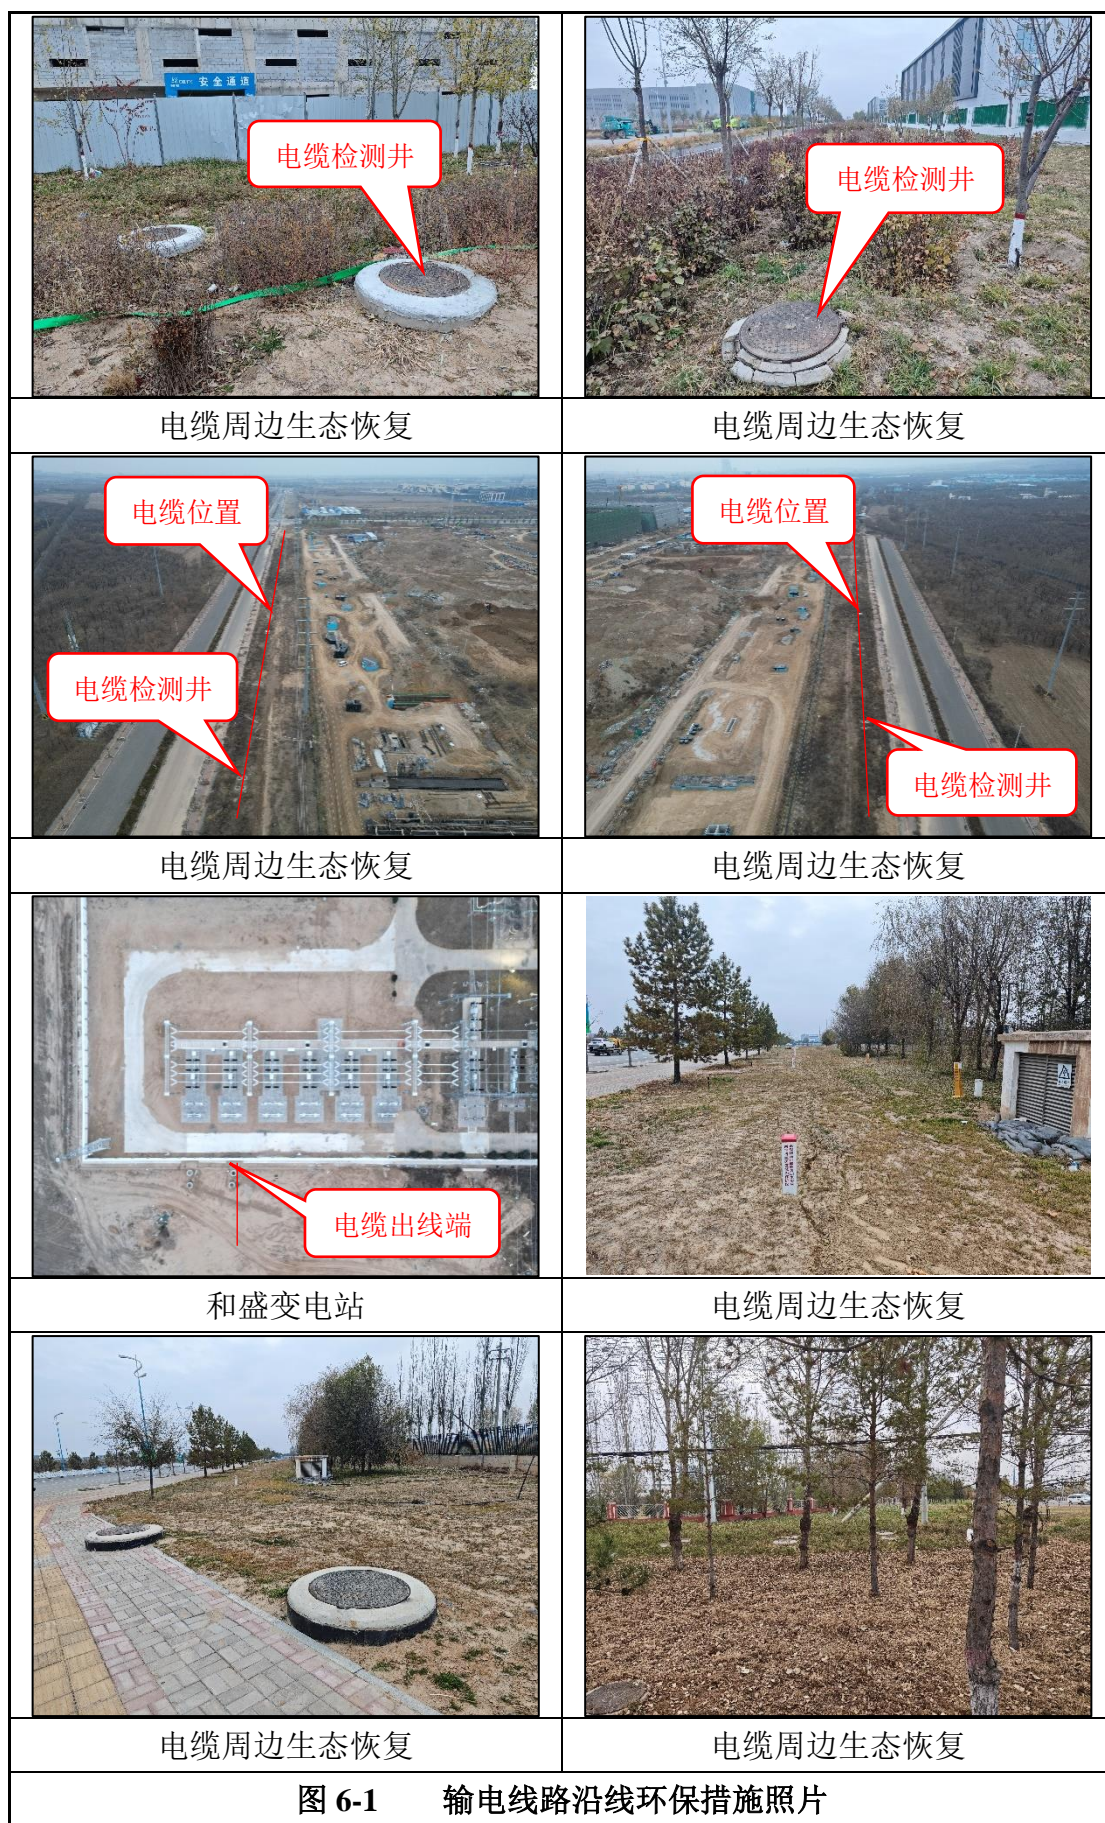 安全通道
电缆检测井
电缆检测井
电缆周边生态恢复
电缆周边生态恢复
电缆位置
电缆检测井
电缆位置
电缆检测井
电缆周边生态恢复
电缆周边生态恢复
电缆出线端
和盛变电站
电缆周边生态恢复
电缆周边生态恢复
电缆周边生态恢复
图 6-1 输电线路沿线环保措施照片